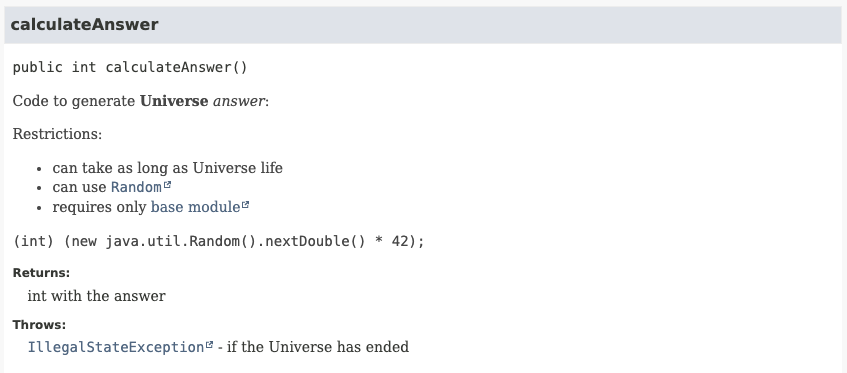 calculateAnswer
public int calculateAnswer()
Code to generate Universe answer:
Restrictions:
• can take as long as Universe life
• can use Random
• requires only base module
(int) (new java.util.Random().nextDouble() * 42);
Returns:
int with the answer
Throws:
IllegalStateException - if the Universe has ended